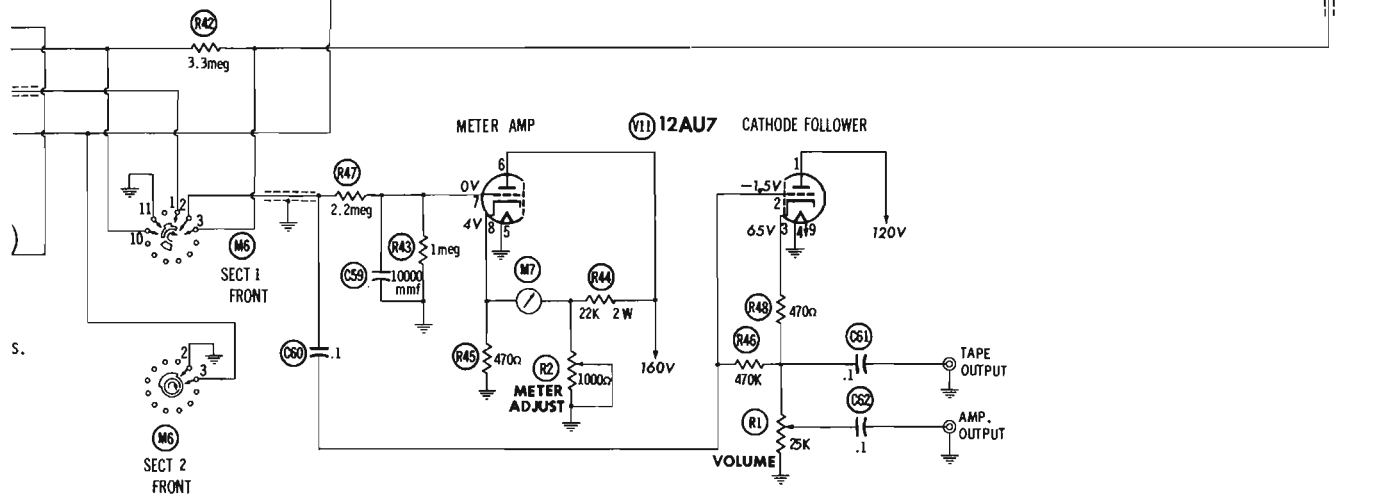 R42
3.3meg
METER AMP
V11 12AU7
CATHODE FOLLOWER
6
1
R47
0V
-1.5V
7
2
2.2meg
11
1
2
3
10
4V
8
5
65V
3
4
9
120V
R43
1meg
M6
SECT 1
FRONT
C59
10000
mmf
M7
R44
22K 2W
R48
470Ω
S.
C60
.1
R45
470Ω
R2
1000Ω
METER
ADJUST
160V
R46
470K
C61
.1
TAPE
OUTPUT
2
3
C62
.1
AMP.
OUTPUT
R1
25K
VOLUME
M6
SECT 2
FRONT